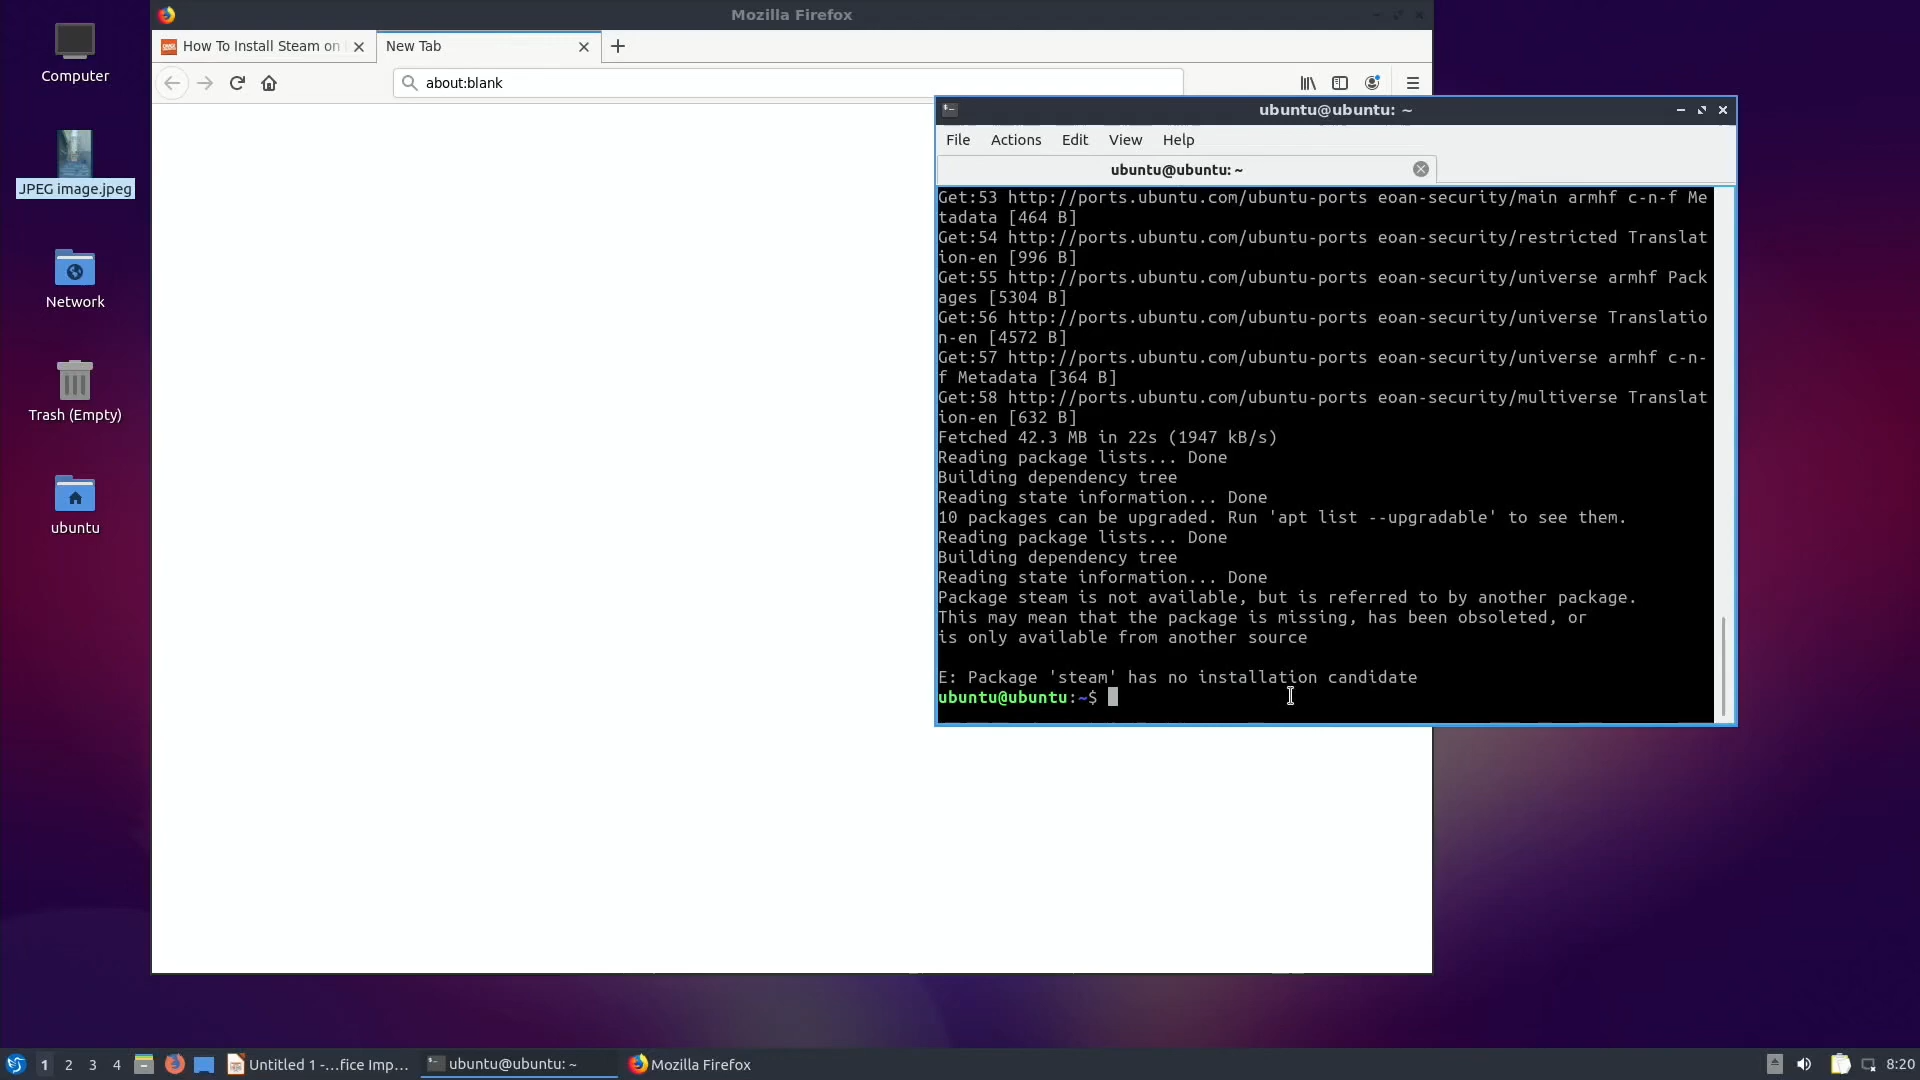 Computer
JPEG image.jpeg
Network
Trash (Empty)
ubuntu
Mozilla Firefox
How To Install Steam on
New Tab
about:blank
ubuntu@ubuntu: ~
File Actions Edit View Help
ubuntu@ubuntu: ~
Get:53 http://ports.ubuntu.com/ubuntu-ports eoan-security/main armhf c-n-f Me
tadata [464 B]
Get:54 http://ports.ubuntu.com/ubuntu-ports eoan-security/restricted Translat
ion-en [996 B]
Get:55 http://ports.ubuntu.com/ubuntu-ports eoan-security/universe armhf Pack
ages [5304 B]
Get:56 http://ports.ubuntu.com/ubuntu-ports eoan-security/universe Translatio
n-en [4572 B]
Get:57 http://ports.ubuntu.com/ubuntu-ports eoan-security/universe armhf c-n-
f Metadata [364 B]
Get:58 http://ports.ubuntu.com/ubuntu-ports eoan-security/multiverse Translat
ion-en [632 B]
Fetched 42.3 MB in 22s (1947 kB/s)
Reading package lists... Done
Building dependency tree
Reading state information... Done
10 packages can be upgraded. Run 'apt list --upgradable' to see them.
Reading package lists... Done
Building dependency tree
Reading state information... Done
Package steam is not available, but is referred to by another package.
This may mean that the package is missing, has been obsoleted, or
is only available from another source
E: Package 'steam' has no installation candidate
ubuntu@ubuntu:~$
1 2 3 4 Untitled 1 -...fice Imp... ubuntu@ubuntu: ~ Mozilla Firefox 8:20